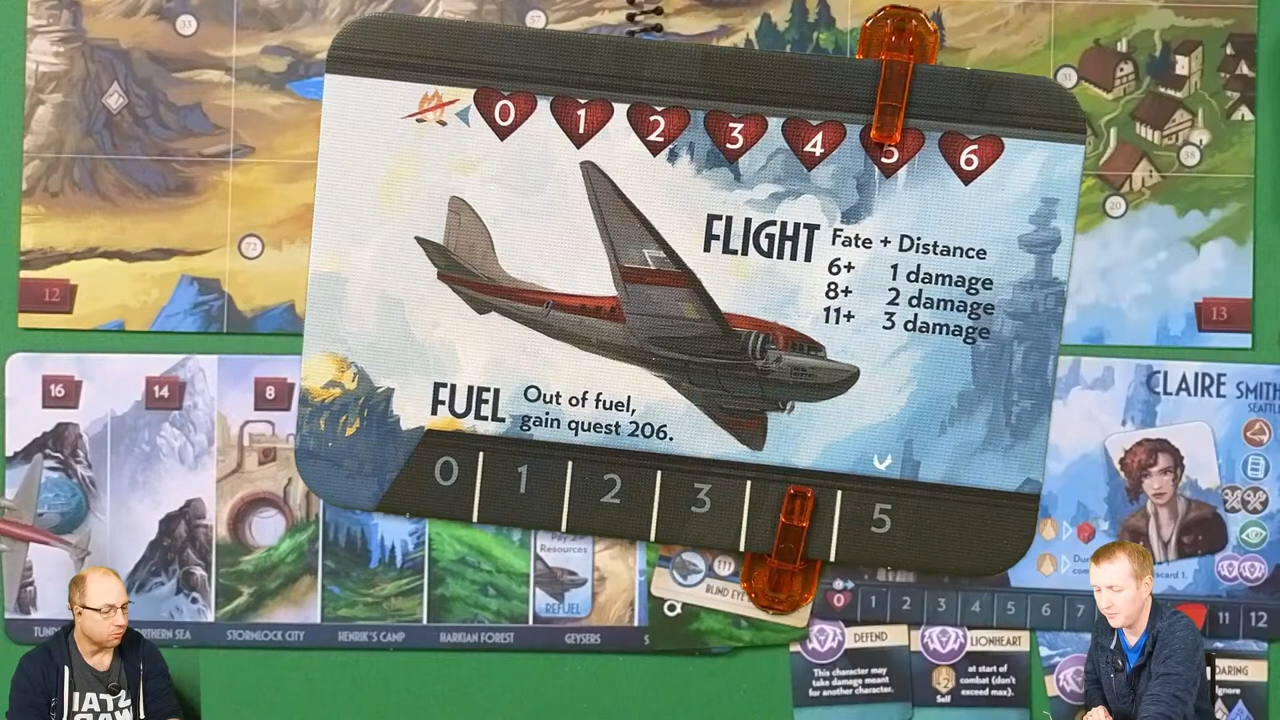 33
57
31
38
20
72
12
13
0 1 2 3 4 5 6
FLIGHT Fate + Distance
6+ 1 damage
8+ 2 damage
11+ 3 damage
FUEL Out of fuel,
gain quest 206.
0 1 2 3 5
16 14 8
Resources
REFUEL
STORMLOCK CITY HENRIK'S CAMP HARKIAN FOREST GEYSERS
BLIND EYE
CLAIRE SMITH
SEATTL
0 1 2 3 4 5 6 7 11 12
DEFEND
This character may
take damage meant
for another character.
LIONHEART
at start of
combat (don't
exceed max).
Self